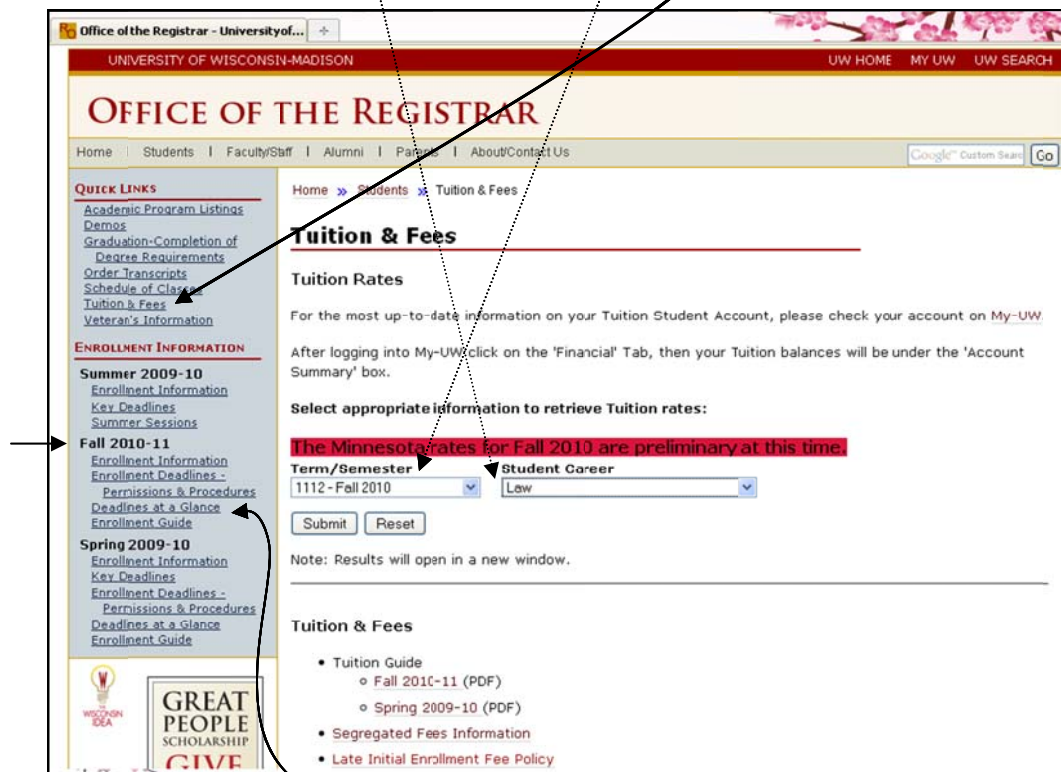 Office of the Registrar - University of...
UNIVERSITY OF WISCONSIN-MADISON UW HOME MY UW UW SEARCH
OFFICE OF THE REGISTRAR
Home | Students | Faculty/Staff | Alumni | Parents | About/Contact Us
Google™ Custom Searc Go
QUICK LINKS
Academic Program Listings
Demos
Graduation-Completion of
Degree Requirements
Order Transcripts
Schedule of Classes
Tuition & Fees
Veteran's Information
ENROLLMENT INFORMATION
Summer 2009-10
Enrollment Information
Key Deadlines
Summer Sessions
Fall 2010-11
Enrollment Information
Enrollment Deadlines -
Permissions & Procedures
Deadlines at a Glance
Enrollment Guide
Spring 2009-10
Enrollment Information
Key Deadlines
Enrollment Deadlines -
Permissions & Procedures
Deadlines at a Glance
Enrollment Guide
THE WISCONSIN
IDEA
GREAT
PEOPLE
SCHOLARSHIP
GIVE
Home » Students » Tuition & Fees
Tuition & Fees
Tuition Rates
For the most up-to-date information on your Tuition Student Account, please check your account on My-UW.
After logging into My-UW click on the 'Financial' Tab, then your Tuition balances will be under the 'Account
Summary' box.
Select appropriate information to retrieve Tuition rates:
The Minnesota rates for Fall 2010 are preliminary at this time.
Term/Semester Student Career
1112 - Fall 2010 Law
Submit Reset
Note: Results will open in a new window.
Tuition & Fees
• Tuition Guide
Fall 2010-11 (PDF)
Spring 2009-10 (PDF)
• Segregated Fees Information
• Late Initial Enrollment Fee Policy